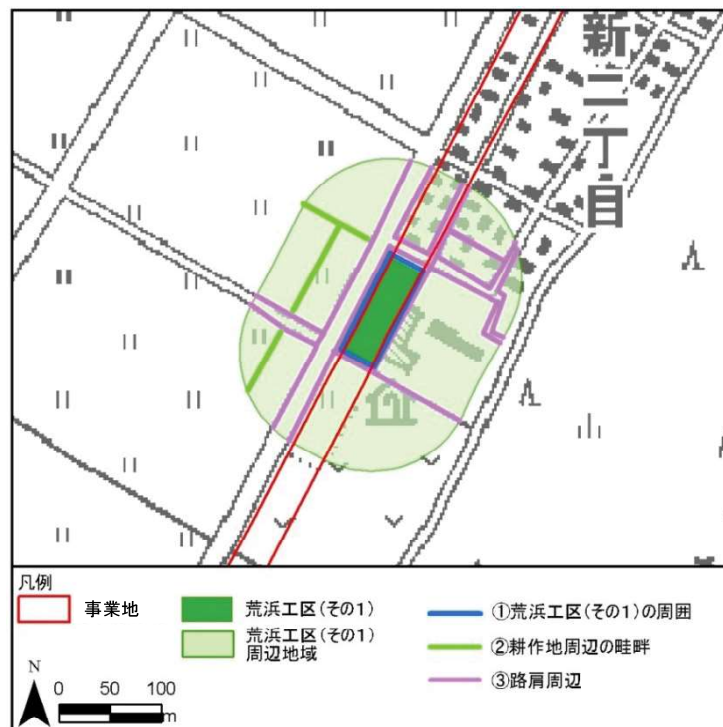 新二丁目
凡例
事業地
荒浜工区(その1)
荒浜工区(その1)
周辺地域
①荒浜工区(その1)の周囲
②耕作地周辺の畦畔
③路肩周辺
N
0 50 100
m